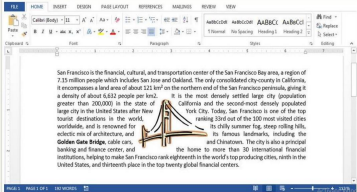 FILE HOME INSERT DESIGN PAGE LAYOUT REFERENCES MAILINGS REVIEW VIEW
Calibri (Body) 11
Find
Replace
Select
AaBbCcDc AaBbCcDc AaBbCc AaBbCc
¶ Normal No Spacing Heading 1 Heading 2
Clipboard Font Paragraph Styles Editing
San Francisco is the financial, cultural, and transportation center of the San Francisco Bay area, a region of
7.15 million people which includes San Jose and Oakland. The only consolidated city-county in California,
it encompasses a land area of about 121 km² on the northern end of the San Francisco peninsula, giving it
a density of about 6,632 people per km2. It is the most densely settled large city (population
greater than 200,000) in the state of California and the second-most densely populated
large city in the United States after New York City. Today, San Francisco is one of the top
tourist destinations in the world, ranking 33rd out of the 100 most visited cities
worldwide, and is renowned for its chilly summer fog, steep rolling hills,
eclectic mix of architecture, and its famous landmarks, including the
Golden Gate Bridge, cable cars, and Chinatown. The city is also a principal
banking and finance center, and the home to more than 30 international financial
institutions, helping to make San Francisco rank eighteenth in the world's top producing cities, ninth in the
United States, and thirteenth place in the top twenty global financial centers.
PAGE 1 PAGE 1 OF 1 WORDS